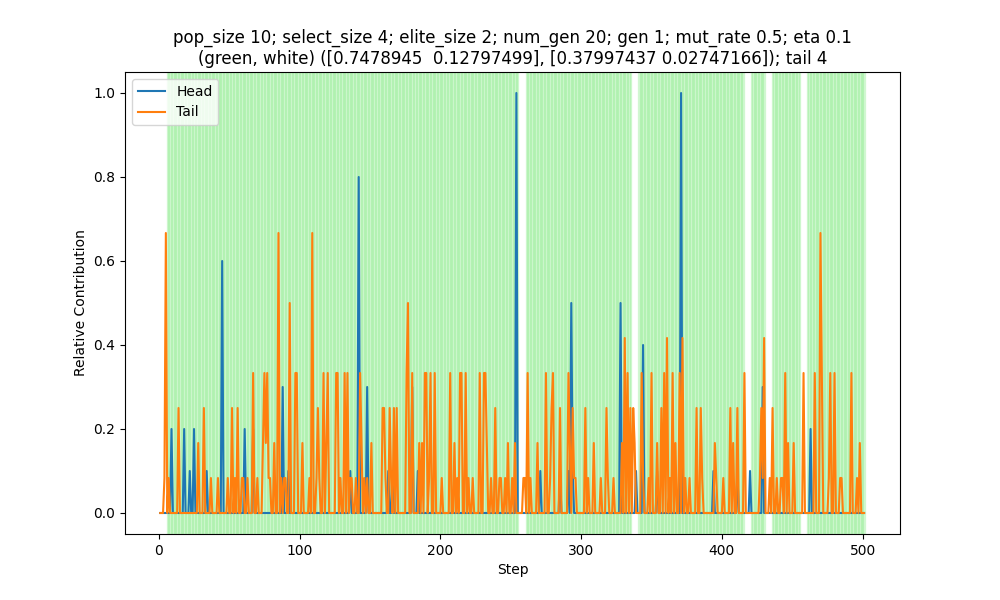 pop_size 10; select_size 4; elite_size 2; num_gen 20; gen 1; mut_rate 0.5; eta 0.1
(green, white) ([0.7478945  0.12797499], [0.37997437 0.02747166]); tail 4
Head
Tail
1.0
0.8
0.6
0.4
0.2
0.0
Relative Contribution
0
100
200
300
400
500
Step